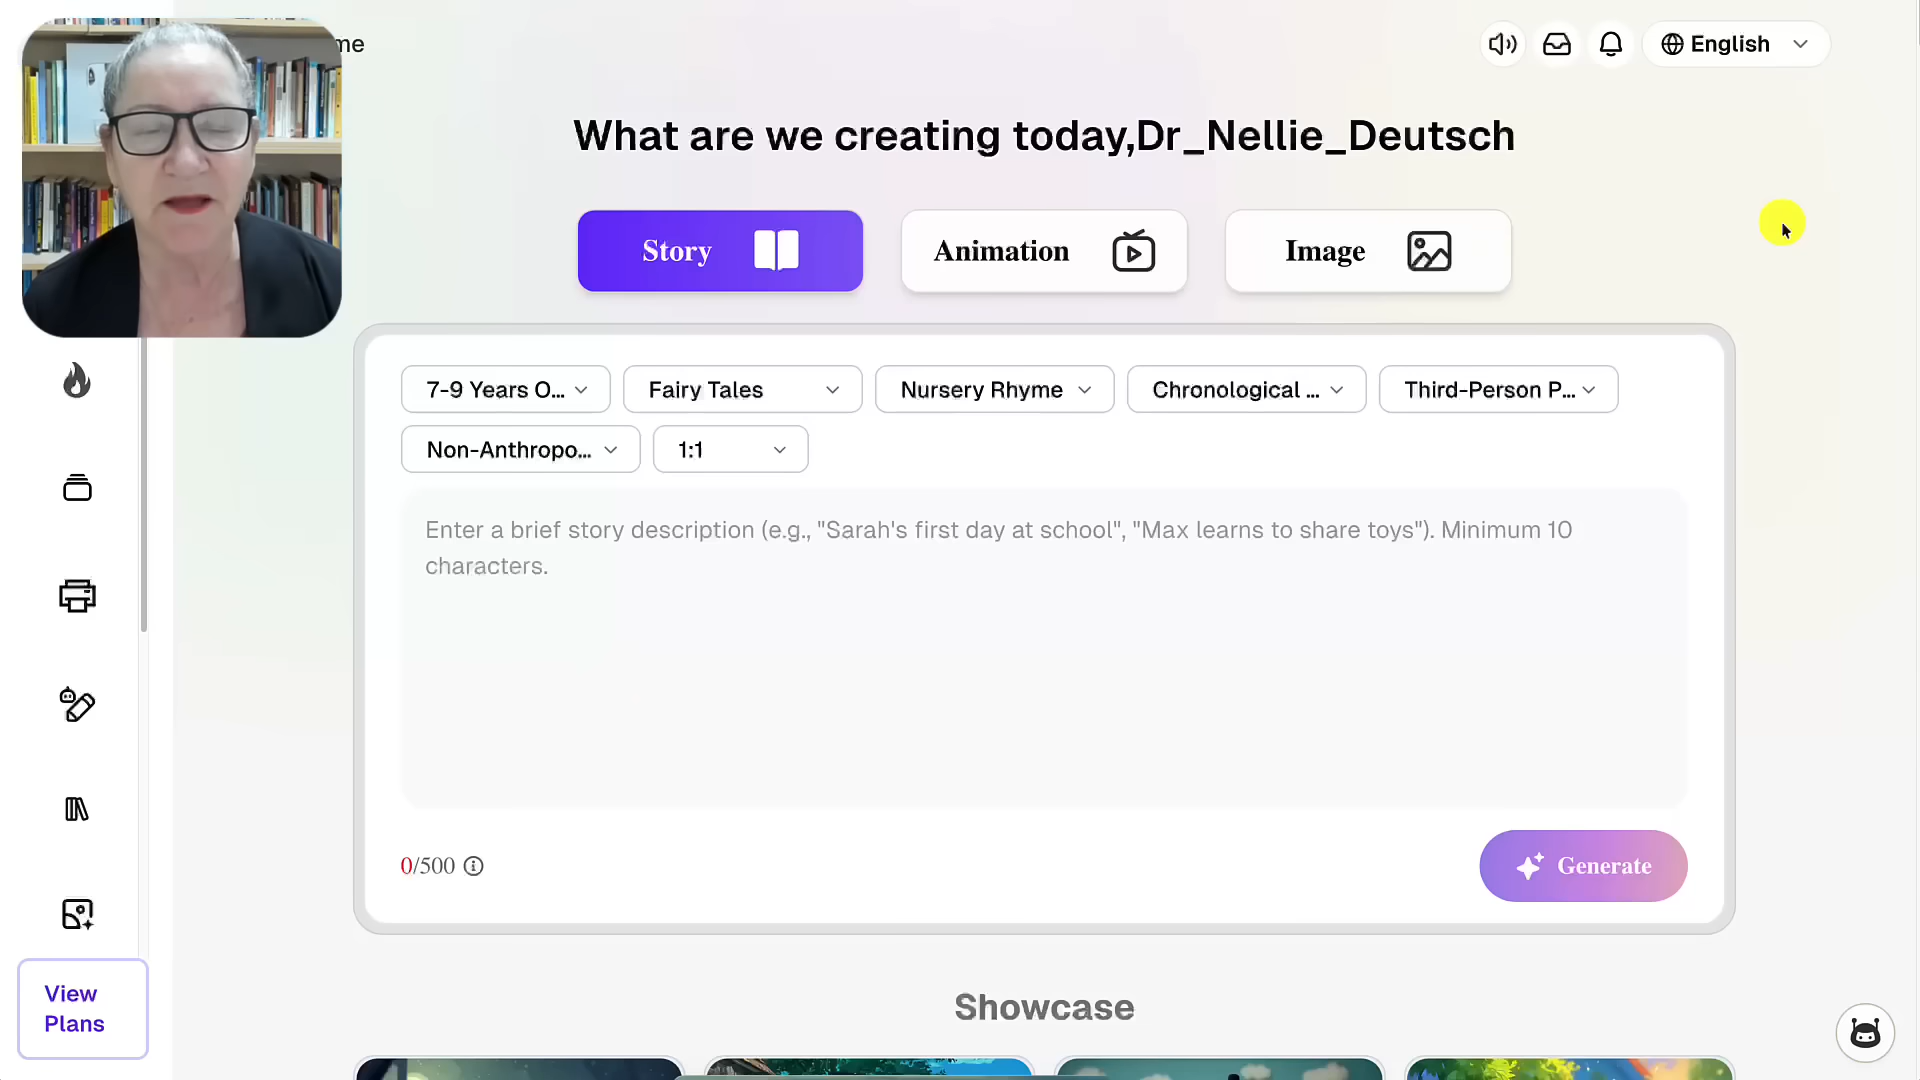 me
English
What are we creating today,Dr_Nellie_Deutsch
Story
Animation
Image
7-9 Years O...
Fairy Tales
Nursery Rhyme
Chronological ...
Third-Person P...
Non-Anthropo...
1:1
Enter a brief story description (e.g., "Sarah's first day at school", "Max learns to share toys"). Minimum 10
characters.
0/500
Generate
View
Plans
Showcase